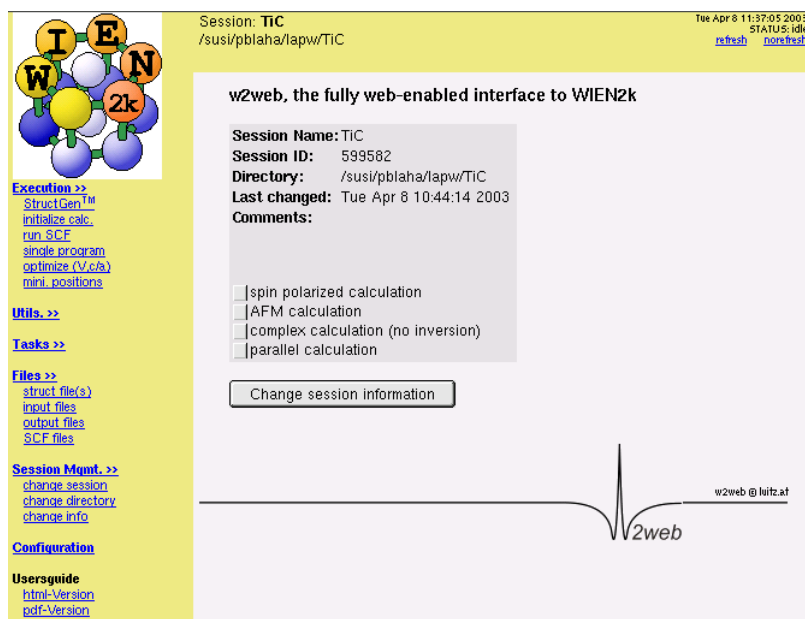 W I E N
2k
Session: TiC
/susi/pblaha/lapw/TiC
Tue Apr 8 11:37:05 2003
STATUS: idle
refresh norefresh
Execution >>
StructGen™
initialize calc.
run SCF
single program
optimize (V,c/a)
mini. positions
Utils. >>
Tasks >>
Files >>
struct file(s)
input files
output files
SCF files
Session Mgmt. >>
change session
change directory
change info
Configuration
Usersguide
html-Version
pdf-Version
w2web, the fully web-enabled interface to WIEN2k
Session Name: TiC
Session ID: 599582
Directory: /susi/pblaha/lapw/TiC
Last changed: Tue Apr 8 10:44:14 2003
Comments:
spin polarized calculation
AFM calculation
complex calculation (no inversion)
parallel calculation
Change session information
w2web @ luitz.at
2web